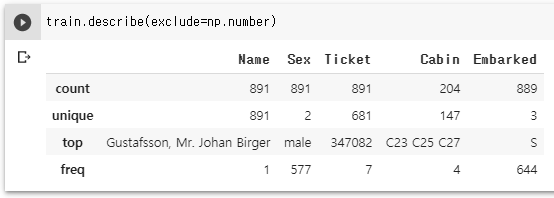 train.describe(exclude=np.number)
Name Sex Ticket Cabin Embarked
count 891 891 891 204 889
unique 891 2 681 147 3
top Gustafsson, Mr. Johan Birger male 347082 C23 C25 C27 S
freq 1 577 7 4 644